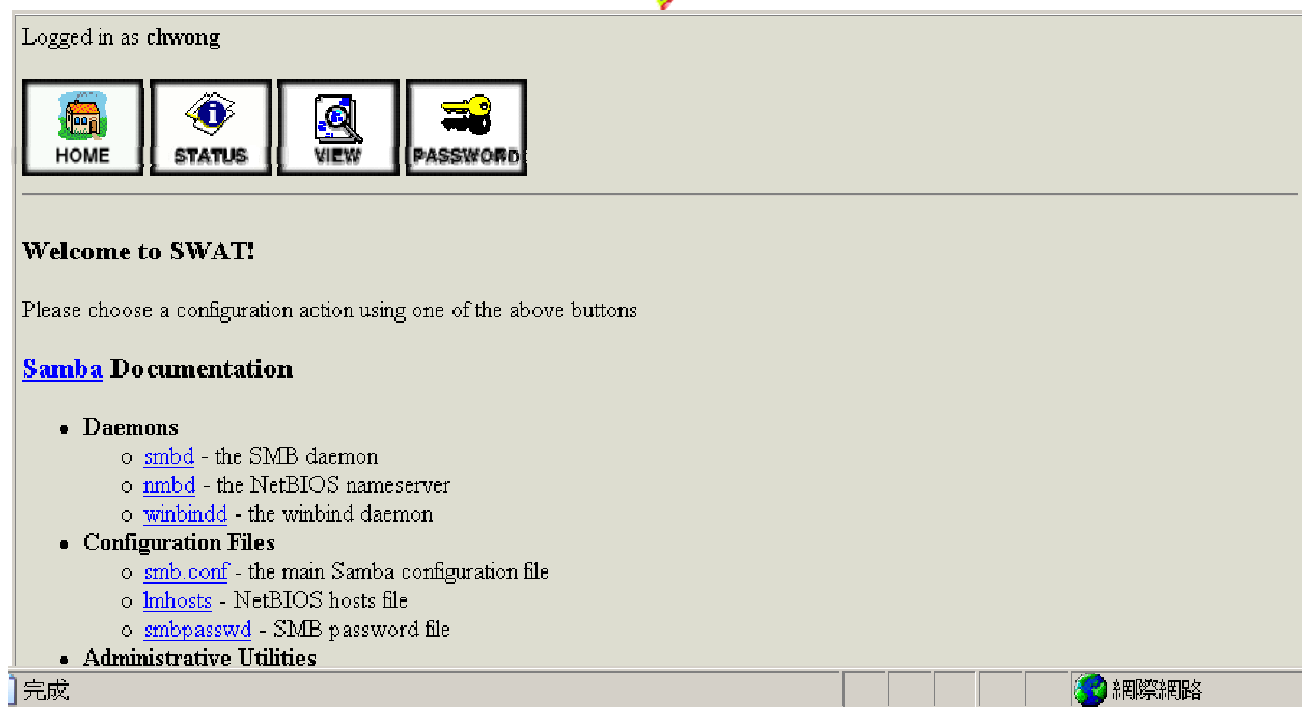 Logged in as chwong
HOME STATUS VIEW PASSWORD
Welcome to SWAT!
Please choose a configuration action using one of the above buttons
Samba Documentation
• Daemons
o smbd - the SMB daemon
o nmbd - the NetBIOS nameserver
o winbindd - the winbind daemon
• Configuration Files
o smb.conf - the main Samba configuration file
o lmhosts - NetBIOS hosts file
o smbpasswd - SMB password file
• Administrative Utilities
完成 網際網路